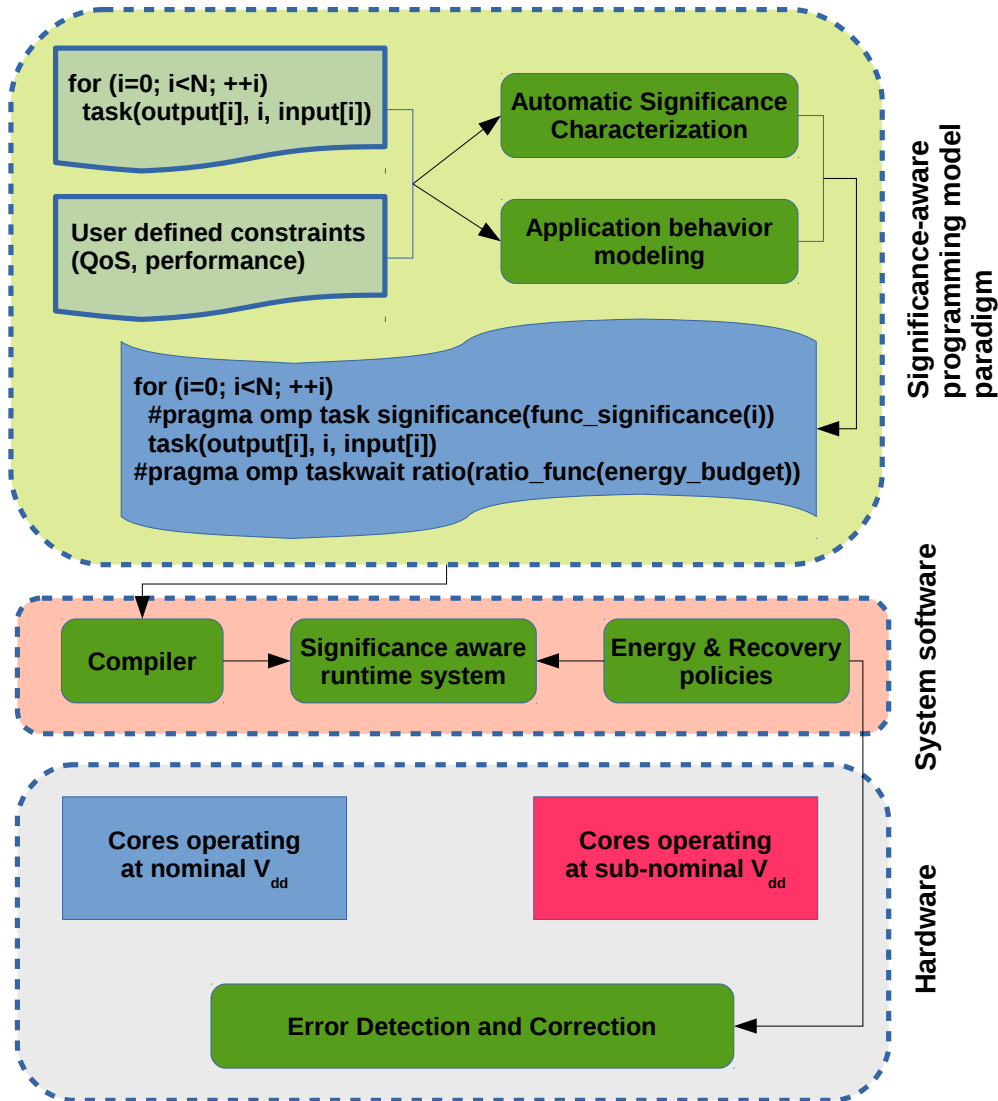 for (i=0; i<N; ++i)
task(output[i], i, input[i])
User defined constraints
(QoS, performance)
Automatic Significance
Characterization
Application behavior
modeling
for (i=0; i<N; ++i)
#pragma omp task significance(func_significance(i))
task(output[i], i, input[i])
#pragma omp taskwait ratio(ratio_func(energy_budget))
Significance-aware
programming model
paradigm
Compiler
Significance aware
runtime system
Energy & Recovery
policies
System software
Cores operating
at nominal Vdd
Cores operating
at sub-nominal Vdd
Error Detection and Correction
Hardware